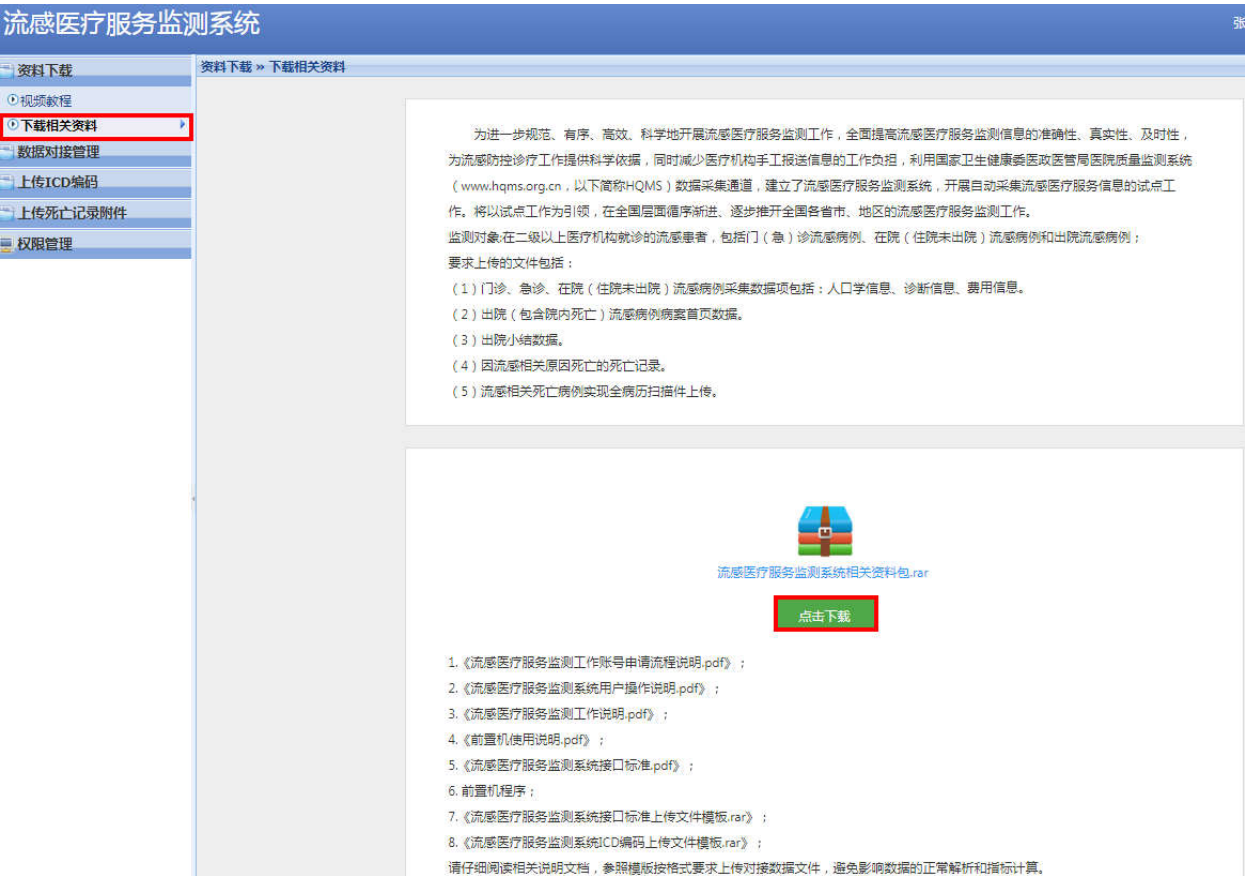 流感医疗服务监测系统
张
资料下载
资料下载 » 下载相关资料
视频教程
下载相关资料
数据对接管理
上传ICD编码
上传死亡记录附件
权限管理
为进一步规范、有序、高效、科学地开展流感医疗服务监测工作，全面提高流感医疗服务监测信息的准确性、真实性、及时性，
为流感防控诊疗工作提供科学依据，同时减少医疗机构手工报送信息的工作负担，利用国家卫生健康委医政医管局医院质量监测系统
（www.hqms.org.cn，以下简称HQMS）数据采集通道，建立了流感医疗服务监测系统，开展自动采集流感医疗服务信息的试点工
作。将以试点工作为引领，在全国层面循序渐进、逐步推开全国各省市、地区的流感医疗服务监测工作。
监测对象:在二级以上医疗机构就诊的流感患者，包括门（急）诊流感病例、在院（住院未出院）流感病例和出院流感病例；
要求上传的文件包括：
（1）门诊、急诊、在院（住院未出院）流感病例采集数据项包括：人口学信息、诊断信息、费用信息。
（2）出院（包含院内死亡）流感病例病案首页数据。
（3）出院小结数据。
（4）因流感相关原因死亡的死亡记录。
（5）流感相关死亡病例实现全病历扫描件上传。
流感医疗服务监测系统相关资料包.rar
点击下载
1.《流感医疗服务监测工作账号申请流程说明.pdf》；
2.《流感医疗服务监测系统用户操作说明.pdf》；
3.《流感医疗服务监测工作说明.pdf》；
4.《前置机使用说明.pdf》；
5.《流感医疗服务监测系统接口标准.pdf》；
6. 前置机程序；
7.《流感医疗服务监测系统接口标准上传文件模板.rar》；
8.《流感医疗服务监测系统ICD编码上传文件模板.rar》；
请仔细阅读相关说明文档，参照模版按格式要求上传对接数据文件，避免影响数据的正常解析和指标计算。